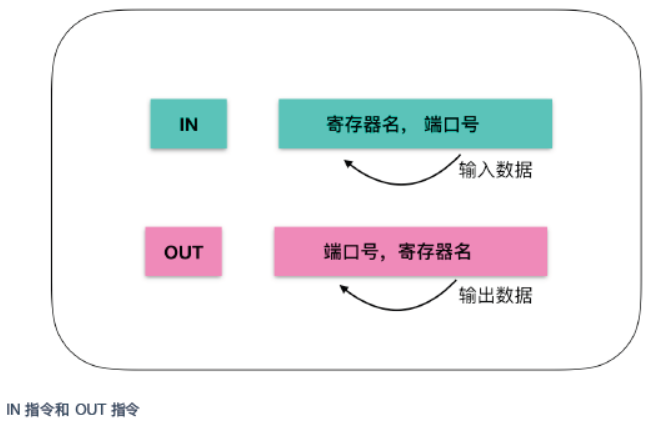 IN
寄存器名， 端口号
输入数据
OUT
端口号，寄存器名
输出数据
IN 指令和 OUT 指令